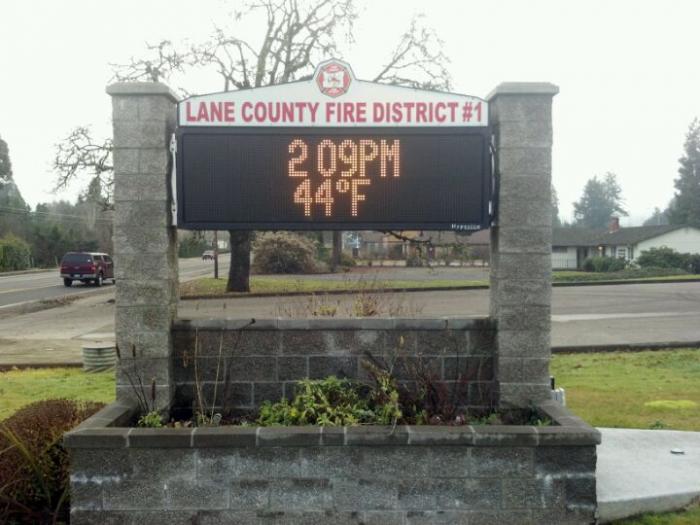 LANE COUNTY FIRE DISTRICT #1
2 09PM
44°F